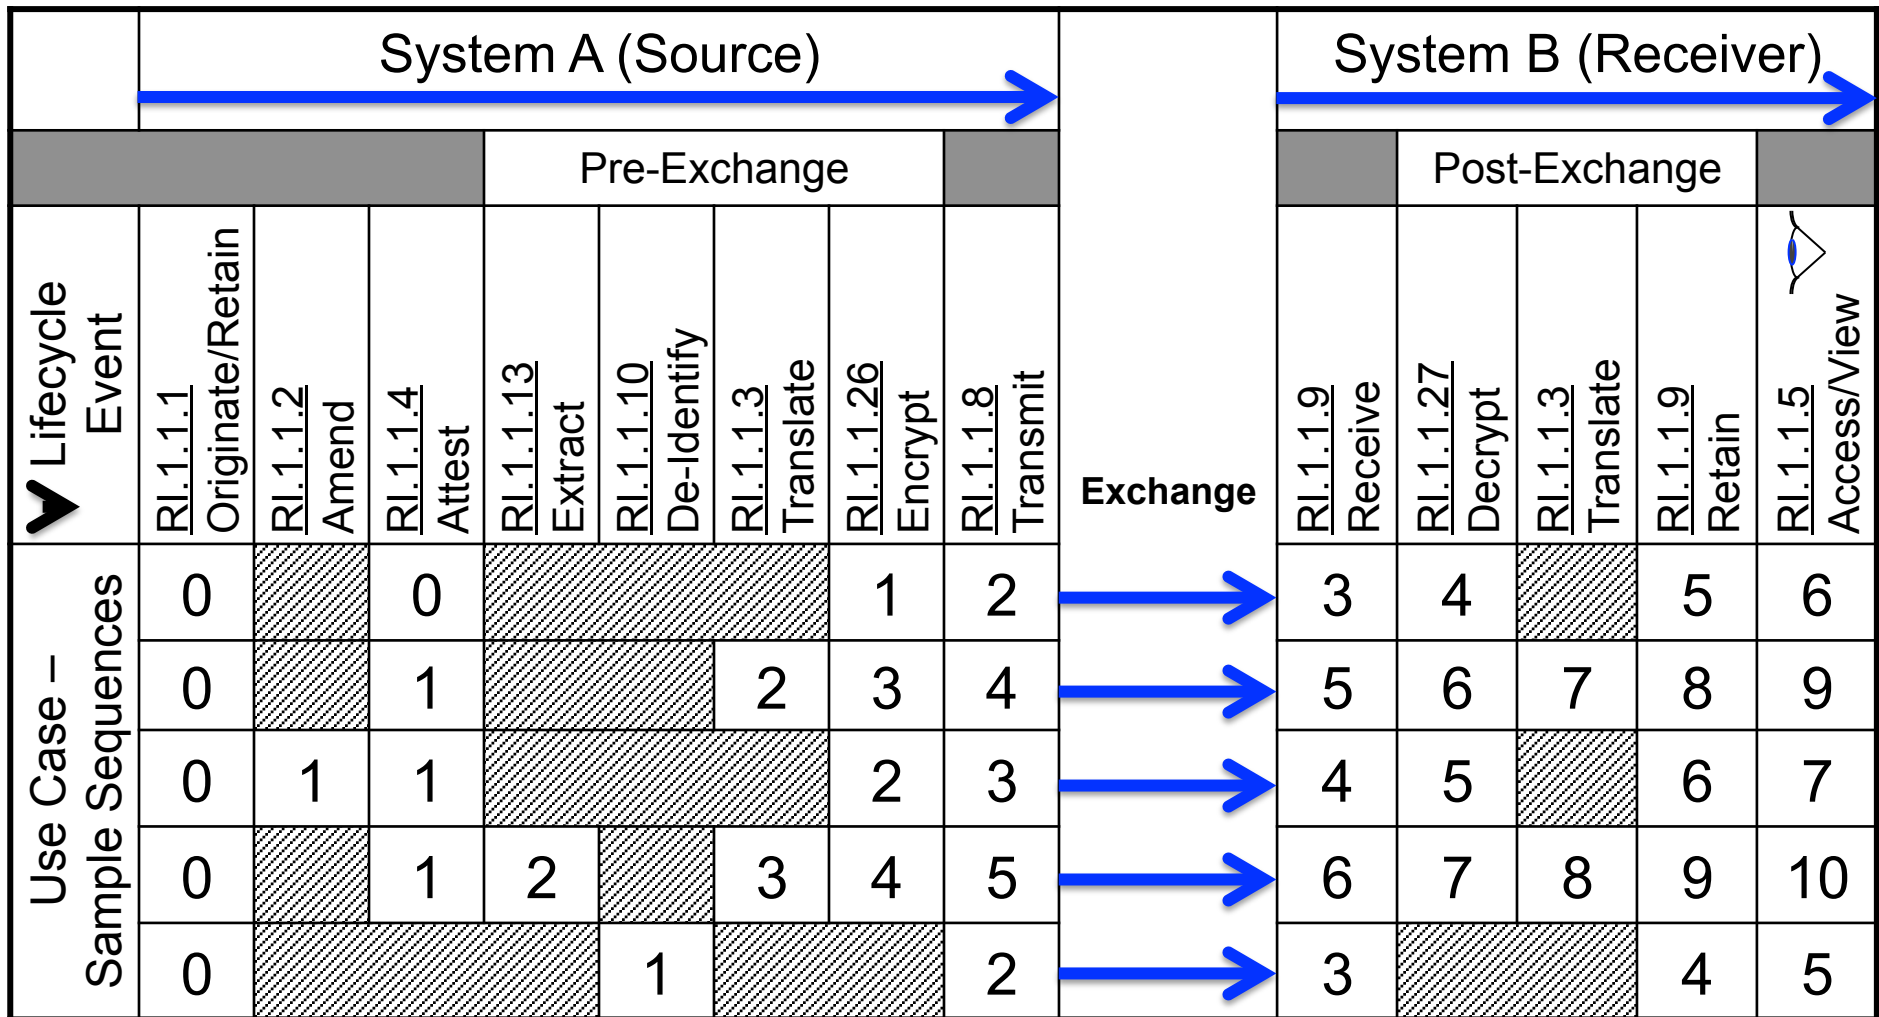 System A (Source)
System B (Receiver)
Pre-Exchange
Post-Exchange
Lifecycle
Event
RI.1.1.1
Originate/Retain
RI.1.1.2
Amend
RI.1.1.4
Attest
RI.1.1.13
Extract
RI.1.1.10
De-Identify
RI.1.1.3
Translate
RI.1.1.26
Encrypt
RI.1.1.8
Transmit
Exchange
RI.1.1.9
Receive
RI.1.1.27
Decrypt
RI.1.1.3
Translate
RI.1.1.9
Retain
RI.1.1.5
Access/View
Use Case –
Sample Sequences
0 0 1 2 3 4 5 6
0 1 2 3 4 5 6 7 8 9
0 1 1 2 3 4 5 6 7
0 1 2 3 4 5 6 7 8 9 10
0 1 2 3 4 5